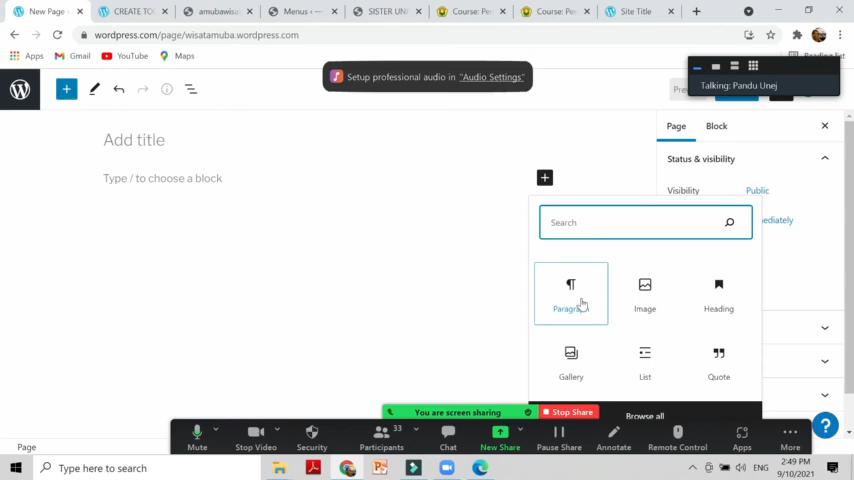 New Page
CREATE TO
amubawisa
Menus <
SISTER UN
Course: Pe
Course: Pe
Site Title
wordpress.com/page/wisatamuba.wordpress.com
Apps
Gmail
YouTube
Maps
Reading list
Setup professional audio in "Audio Settings"
Talking: Pandu Unej
Add title
Type / to choose a block
Page
Block
Status & visibility
Visibility
Public
mediately
Search
Paragraph
Image
Heading
Gallery
List
Quote
Browse all
You are screen sharing
Stop Share
Mute
Stop Video
Security
33
Participants
Chat
New Share
Pause Share
Annotate
Remote Control
Apps
More
Page
Type here to search
ENG
2:49 PM
9/10/2021